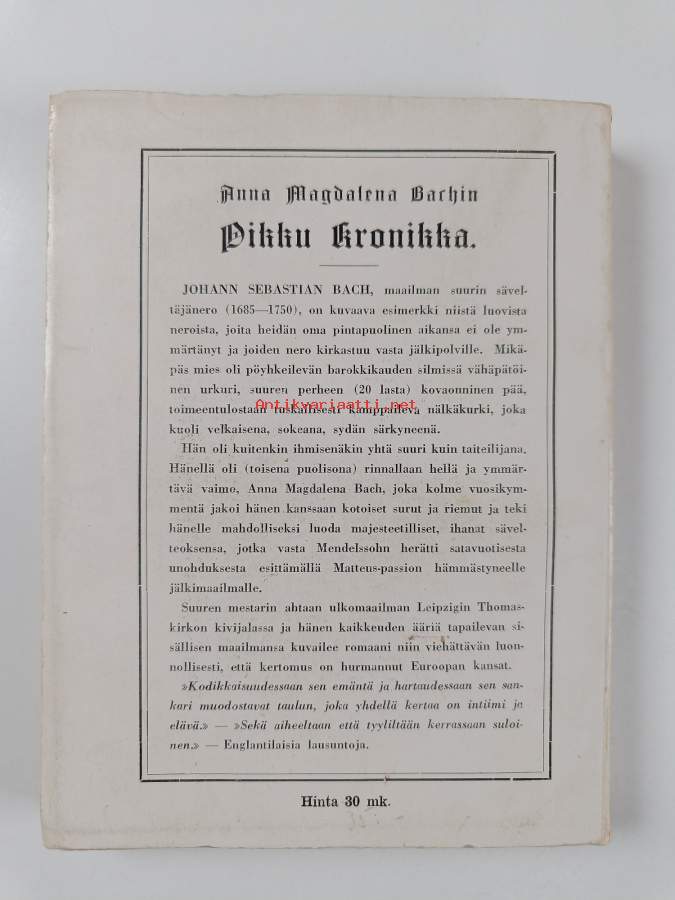 Anna Magdalena Bachin
Pikku Kronikka.
JOHANN SEBASTIAN BACH, maailman suurin sävel-
täjänero (1685—1750), on kuvaava esimerkki niistä luovista
neroista, joita heidän oma pintapuolinen aikansa ei ole ym-
märtänyt ja joiden nero kirkastuu vasta jälkipolville. Mikä-
päs mies oli pöyhkeilevän barokkikauden silmissä vähäpätöi-
nen urkuri, suuren perheen (20 lasta) kovaonninen pää,
Antikvariaatti.net
toimeentulostaan tuskallisesti kamppaileva nälkäkurki, joka
kuoli velkaisena, sokeana, sydän särkyneenä.
Hän oli kuitenkin ihmisenäkin yhtä suuri kuin taiteilijana.
Hänellä oli (toisena puolisona) rinnallaan hellä ja ymmär-
tävä vaimo, Anna Magdalena Bach, joka kolme vuosikym-
mentä jakoi hänen kanssaan kotoiset surut ja riemut ja teki
hänelle mahdolliseksi luoda majesteetilliset, ihanat sävel-
teoksensa, jotka vasta Mendelssohn herätti satavuotisesta
unohduksesta esittämällä Matteus-passion hämmästyneelle
jälkimaailmalle.
Suuren mestarin ahtaan ulkomaailman Leipzigin Thomas-
kirkon kivijalassa ja hänen kaikkeuden ääriä tapailevan si-
sällisen maailmansa kuvailee romaani niin viehättävän luon-
nollisesti, että kertomus on hurmannut Euroopan kansat.
»Kodikkaisuudessaan sen emäntä ja hartaudessaan sen san-
kari muodostavat taulun, joka yhdellä kertaa on intiimi ja
elävä.» — »Sekä aiheeltaan että tyyliltään kerrassaan suloi-
nen.» — Englantilaisia lausuntoja.
Hinta 30 mk.